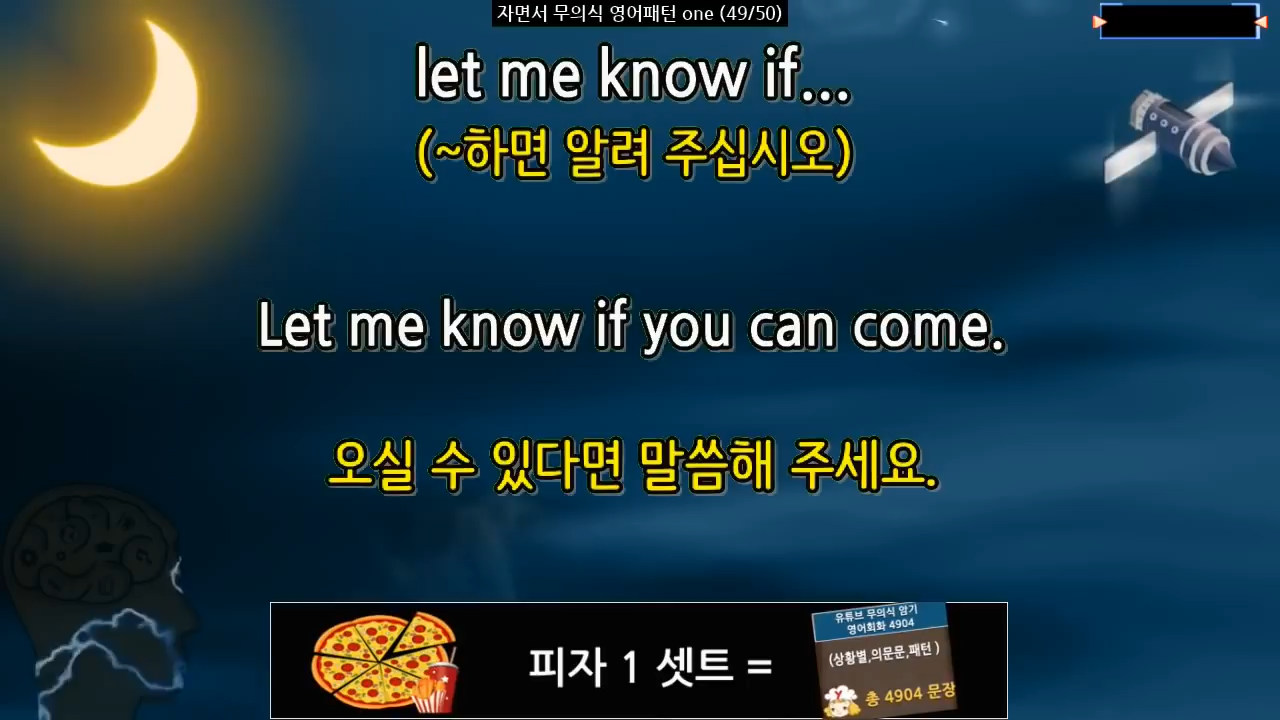 자면서 무의식 영어패턴 one (49/50)
let me know if...
(~하면 알려 주십시오)
Let me know if you can come.
오실 수 있다면 말씀해 주세요.
피자 1 셋트 =
유튜브 무의식 암기
영어회화 4904
(상황별,의문문,패턴)
총 4904 문장